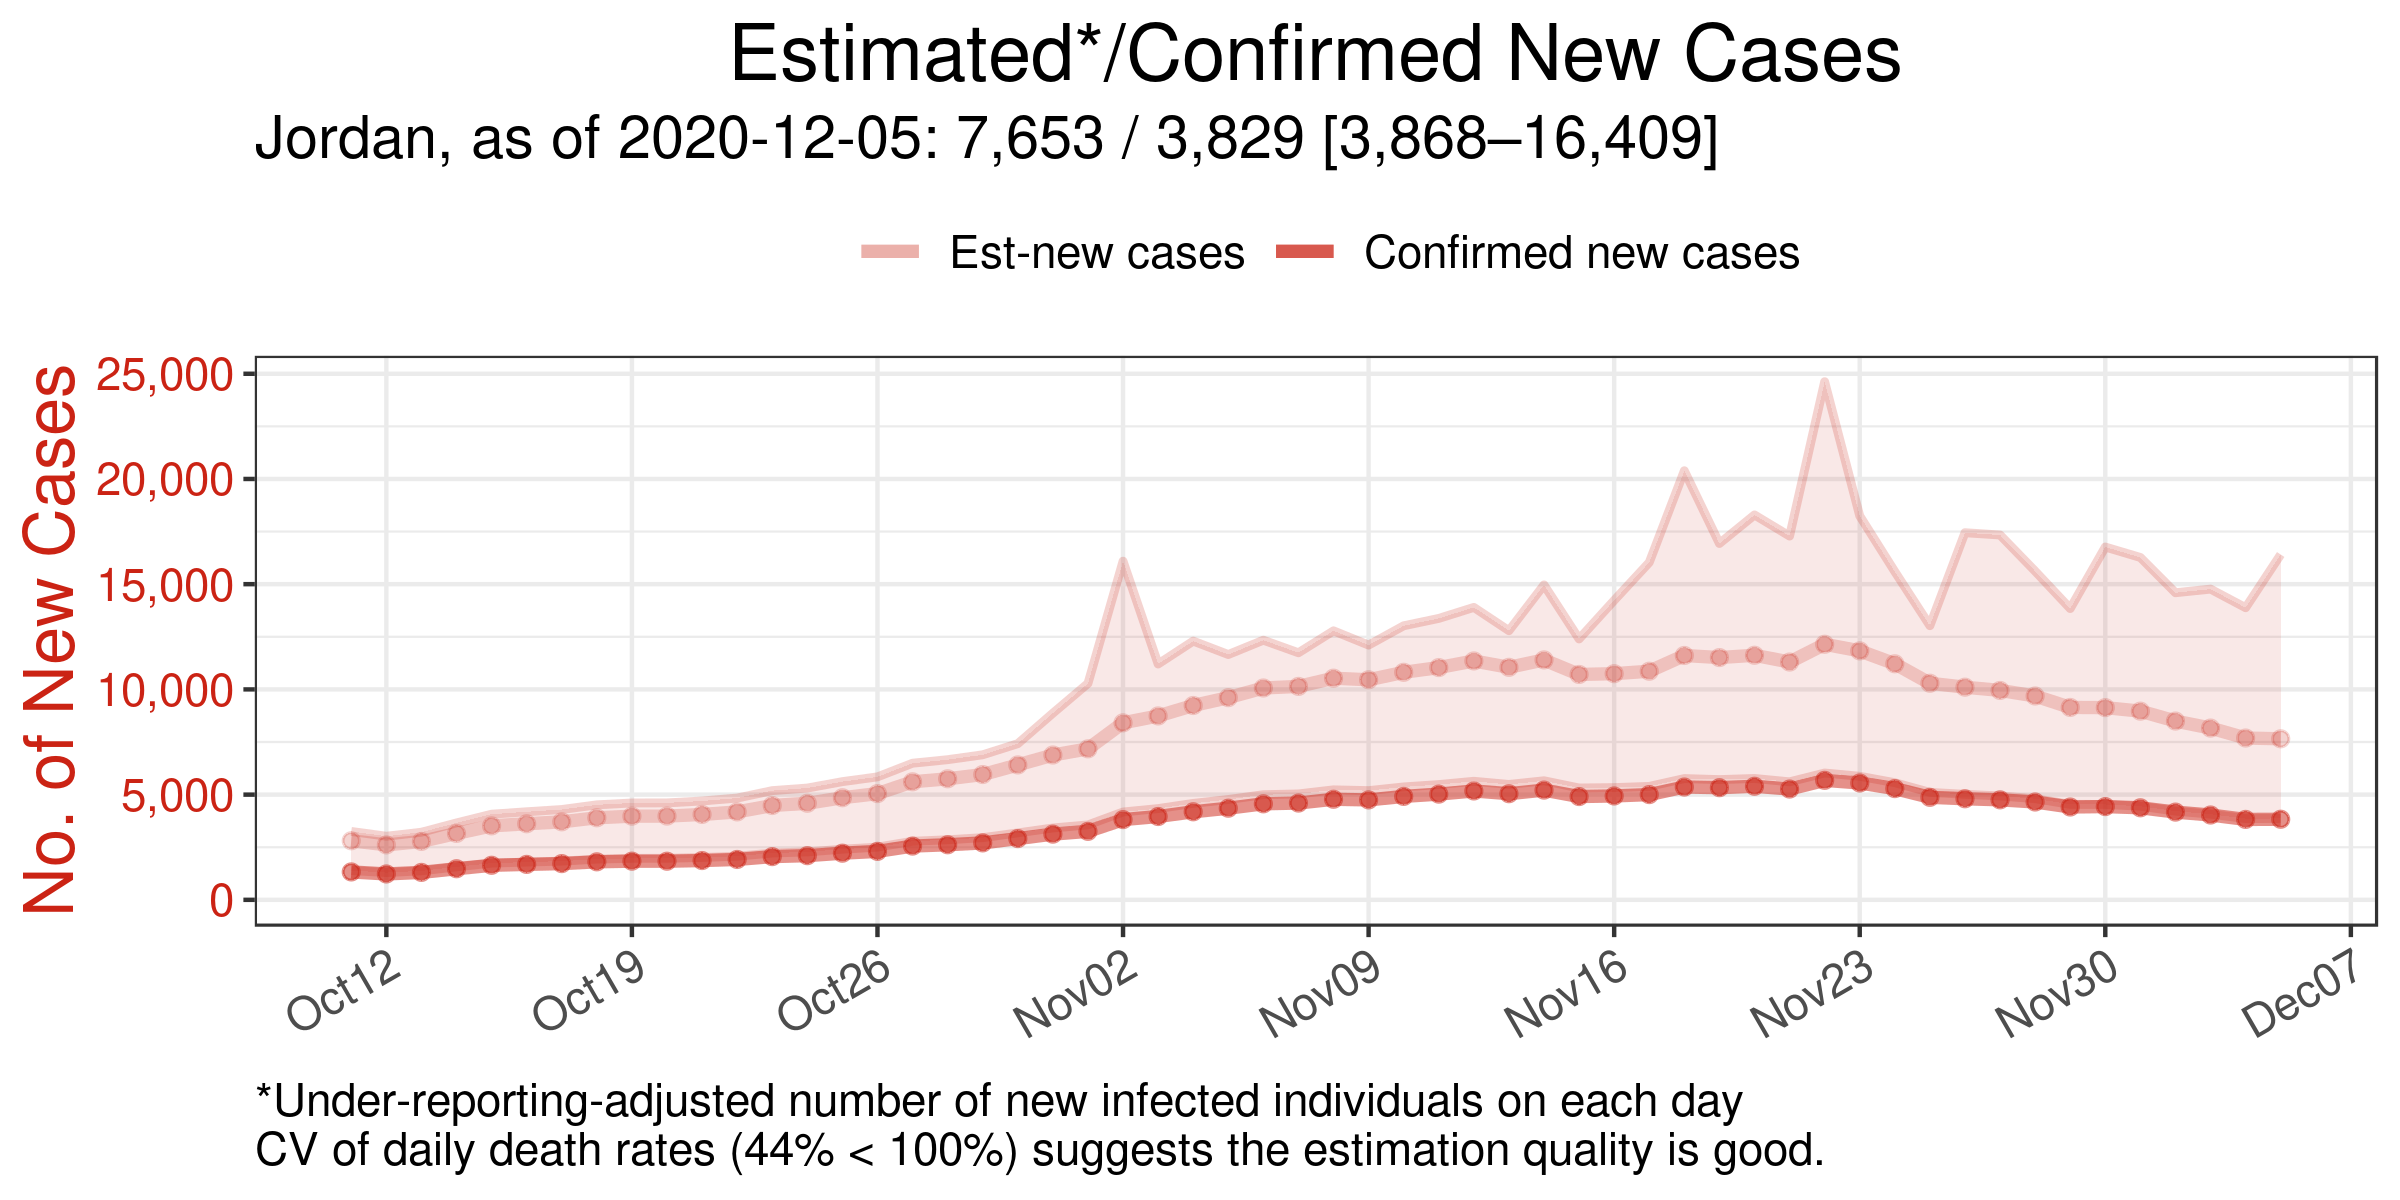 Estimated*/Confirmed New Cases
Jordan, as of 2020-12-05: 7,653 / 3,829 [3,868–16,409]
Est-new cases Confirmed new cases
No. of New Cases
25,000
20,000
15,000
10,000
5,000
0
Oct12 Oct19 Oct26 Nov02 Nov09 Nov16 Nov23 Nov30 Dec07
*Under-reporting-adjusted number of new infected individuals on each day
CV of daily death rates (44% < 100%) suggests the estimation quality is good.